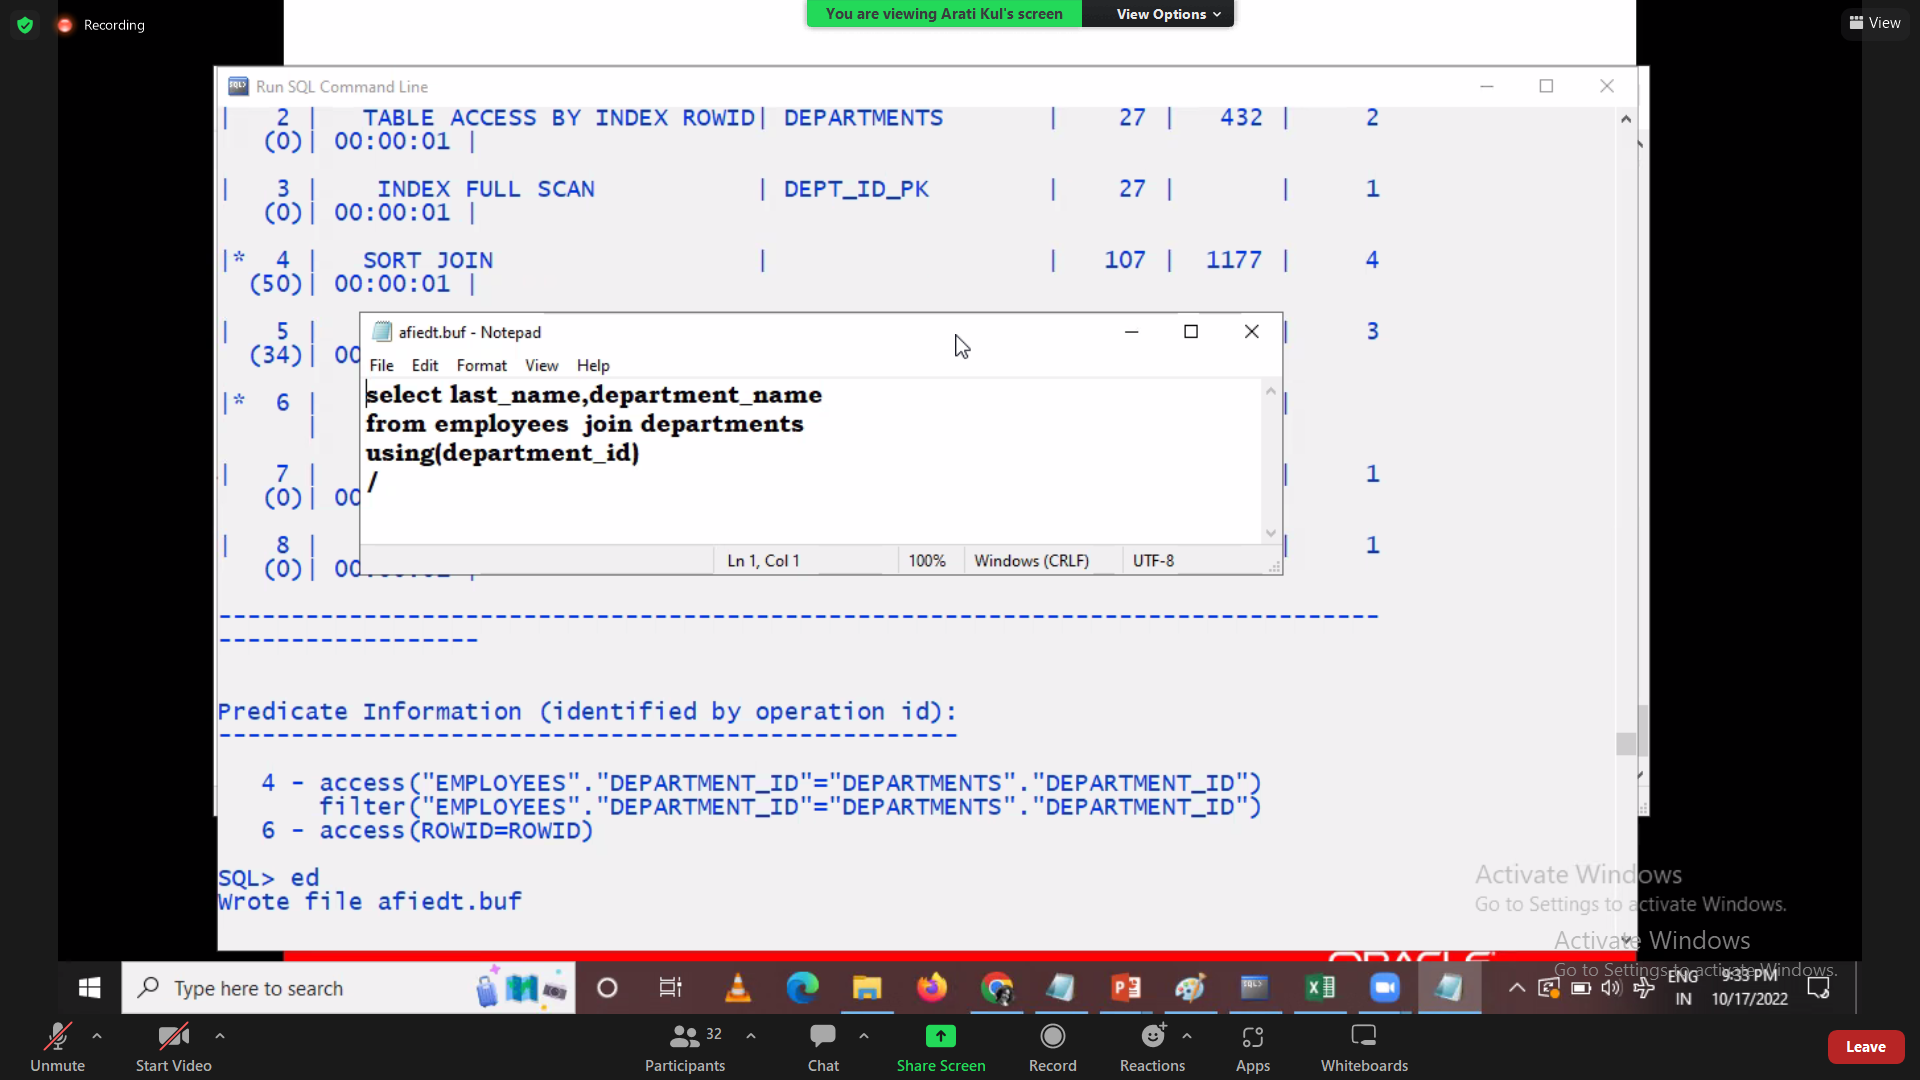 Recording
You are viewing Arati Kul's screen
View Options
View
Run SQL Command Line
| 2 | TABLE ACCESS BY INDEX ROWID| DEPARTMENTS | 27 | 432 | 2
(0)| 00:00:01 |
| 3 | INDEX FULL SCAN | DEPT_ID_PK | 27 | | 1
(0)| 00:00:01 |
|* 4 | SORT JOIN | | 107 | 1177 | 4
(50)| 00:00:01 |
| 5 | | 3
(34)| 00
|* 6 | |
|
| 7 | | 1
(0)| 00
| 8 | | 1
(0)|
afiedt.buf - Notepad
File Edit Format View Help
select last_name,department_name
from employees join departments
using(department_id)
/
Ln 1, Col 1 100% Windows (CRLF) UTF-8
--------------------------------------------------------------------------------
------------------
Predicate Information (identified by operation id):
---------------------------------------------------
4 - access("EMPLOYEES"."DEPARTMENT_ID"="DEPARTMENTS"."DEPARTMENT_ID")
filter("EMPLOYEES"."DEPARTMENT_ID"="DEPARTMENTS"."DEPARTMENT_ID")
6 - access(ROWID=ROWID)
SQL> ed
Wrote file afiedt.buf
Activate Windows
Go to Settings to activate Windows.
Activate Windows
Go to Settings to activate Windows.
ORACLE
Type here to search
ENG
IN
9:33 PM
10/17/2022
Unmute
Start Video
Participants 32
Chat
Share Screen
Record
Reactions
Apps
Whiteboards
Leave